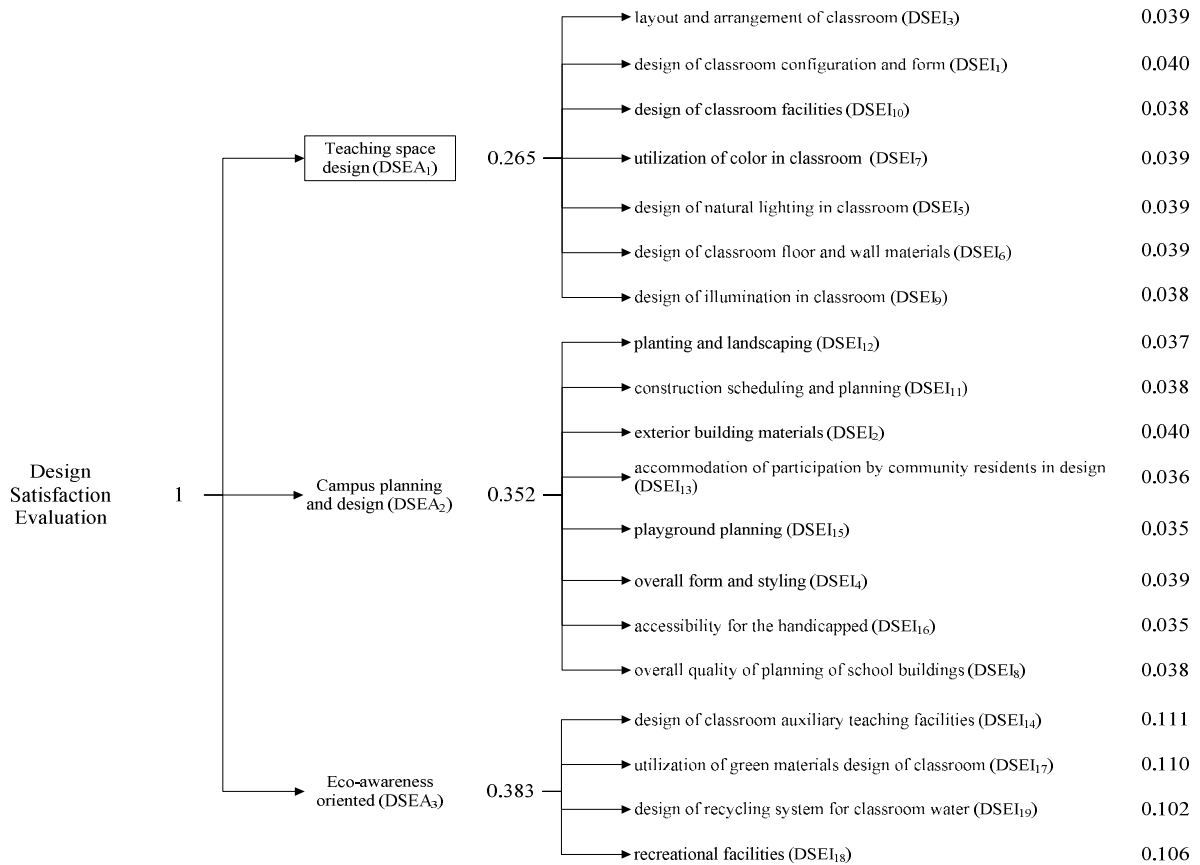 layout and arrangement of classroom (DSEI₃) 0.039
design of classroom configuration and form (DSEI₁) 0.040
design of classroom facilities (DSEI₁₀) 0.038
Teaching space
design (DSEA₁)
0.265
utilization of color in classroom (DSEI₇) 0.039
design of natural lighting in classroom (DSEI₅) 0.039
design of classroom floor and wall materials (DSEI₆) 0.039
design of illumination in classroom (DSEI₉) 0.038
planting and landscaping (DSEI₁₂) 0.037
construction scheduling and planning (DSEI₁₁) 0.038
exterior building materials (DSEI₂) 0.040
Design
Satisfaction
Evaluation
1
Campus planning
and design (DSEA₂)
0.352
accommodation of participation by community residents in design
(DSEI₁₃)
0.036
playground planning (DSEI₁₅) 0.035
overall form and styling (DSEI₄) 0.039
accessibility for the handicapped (DSEI₁₆) 0.035
overall quality of planning of school buildings (DSEI₈) 0.038
design of classroom auxiliary teaching facilities (DSEI₁₄) 0.111
utilization of green materials design of classroom (DSEI₁₇) 0.110
Eco-awareness
oriented (DSEA₃)
0.383
design of recycling system for classroom water (DSEI₁₉) 0.102
recreational facilities (DSEI₁₈) 0.106